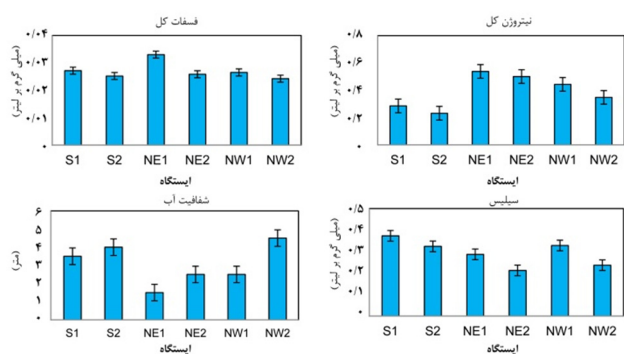 فسفات کل
(میلی گرم بر لیتر)
۰/۰۴
۰/۰۳
۰/۰۲
۰/۰۱
۰
S1 S2 NE1 NE2 NW1 NW2
ایستگاه
نیتروژن کل
(میلی گرم بر لیتر)
۰/۸
۰/۶
۰/۴
۰/۲
۰
S1 S2 NE1 NE2 NW1 NW2
ایستگاه
شفافیت آب
(متر)
۶
۵
۴
۳
۲
۱
۰
S1 S2 NE1 NE2 NW1 NW2
ایستگاه
سیلیس
(میلی گرم بر لیتر)
۰/۵
۰/۴
۰/۳
۰/۲
۰/۱
۰
S1 S2 NE1 NE2 NW1 NW2
ایستگاه